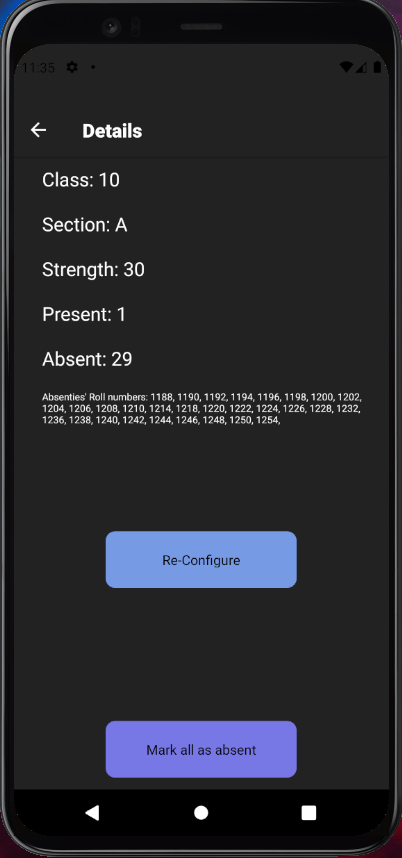 11:35
Details
Class: 10
Section: A
Strength: 30
Present: 1
Absent: 29
Absenties' Roll numbers: 1188, 1190, 1192, 1194, 1196, 1198, 1200, 1202,
1204, 1206, 1208, 1210, 1214, 1218, 1220, 1222, 1224, 1226, 1228, 1232,
1236, 1238, 1240, 1242, 1244, 1246, 1248, 1250, 1254,
Re-Configure
Mark all as absent